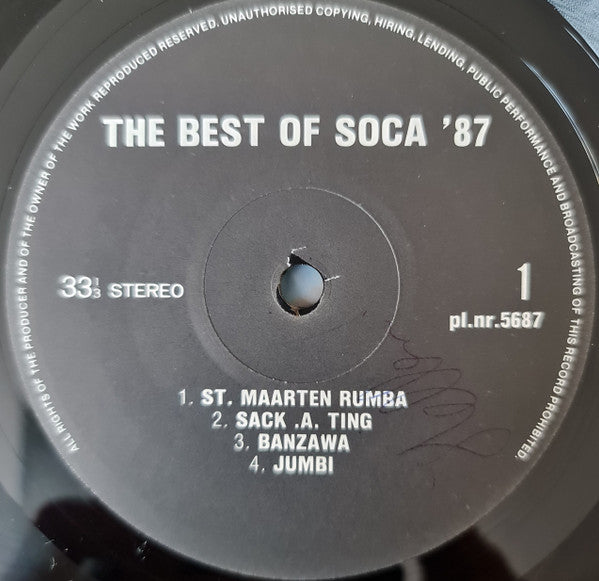 ALL RIGHTS OF THE PRODUCER AND OF THE OWNER OF THE WORK REPRODUCED RESERVED. UNAUTHORISED COPYING, HIRING, LENDING, PUBLIC PERFORMANCE AND BROADCASTING OF THIS RECORD PROHIBITED.
THE BEST OF SOCA '87
33⅓ STEREO
1
pl.nr.5687
1. ST. MAARTEN RUMBA
2. SACK .A. TING
3. BANZAWA
4. JUMBI